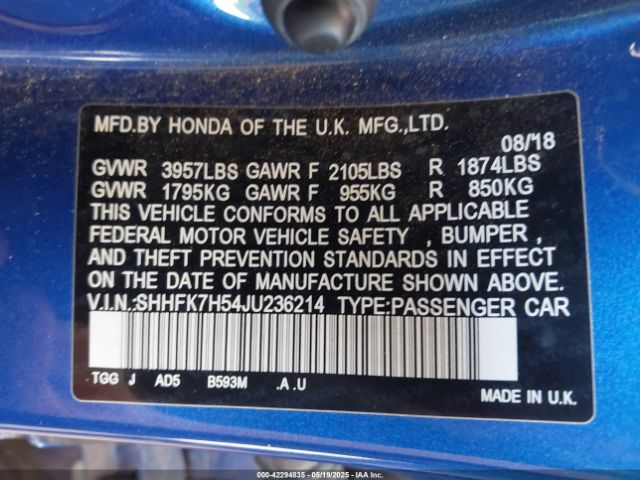 MFD.BY HONDA OF THE U.K. MFG.,LTD.
08/18
GVWR 3957LBS GAWR F 2105LBS R 1874LBS
GVWR 1795KG GAWR F 955KG R 850KG
THIS VEHICLE CONFORMS TO ALL APPLICABLE
FEDERAL MOTOR VEHICLE SAFETY , BUMPER ,
AND THEFT PREVENTION STANDARDS IN EFFECT
ON THE DATE OF MANUFACTURE SHOWN ABOVE.
V.I.N.:SHHFK7H54JU236214 TYPE:PASSENGER CAR
TGG J AD5 B593M .A .U
MADE IN U.K.
000-42294835 - 05/19/2025 - IAAI.COM